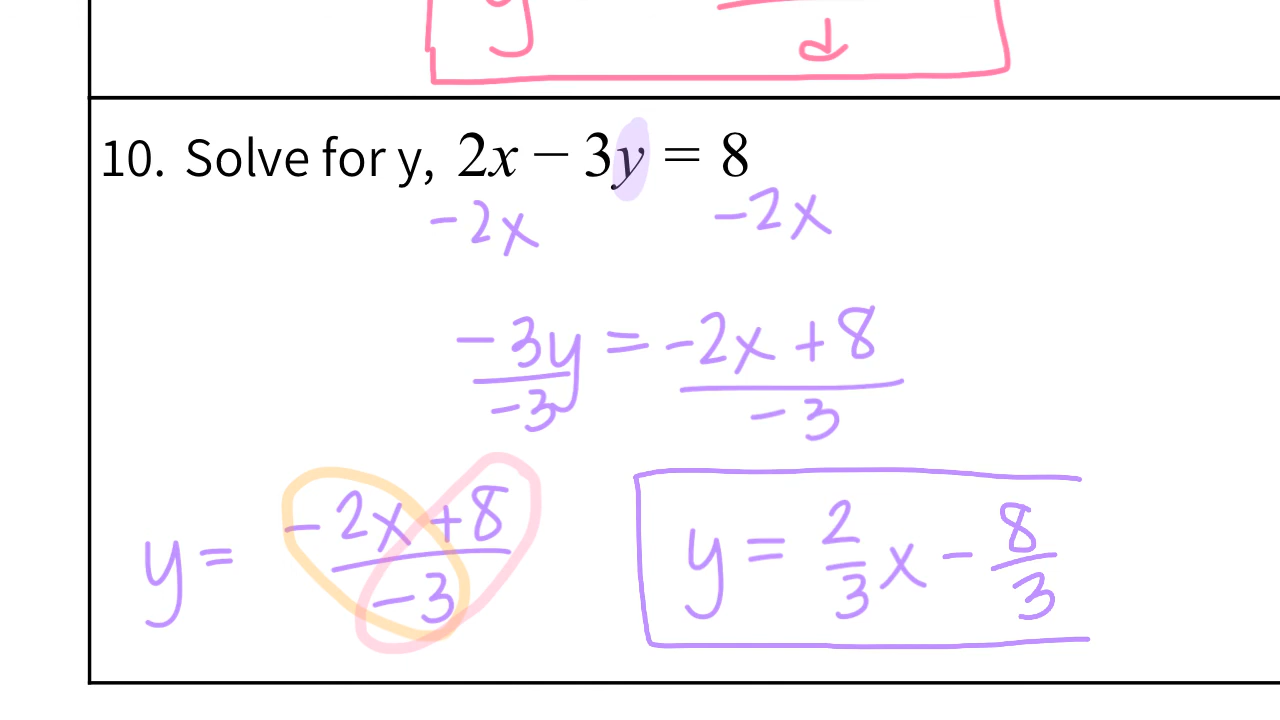 y d
10. Solve for y, 2x − 3y = 8
-2x -2x
-3y = -2x + 8
-3 -3
y = -2x + 8 / -3
y = 2/3 x - 8/3